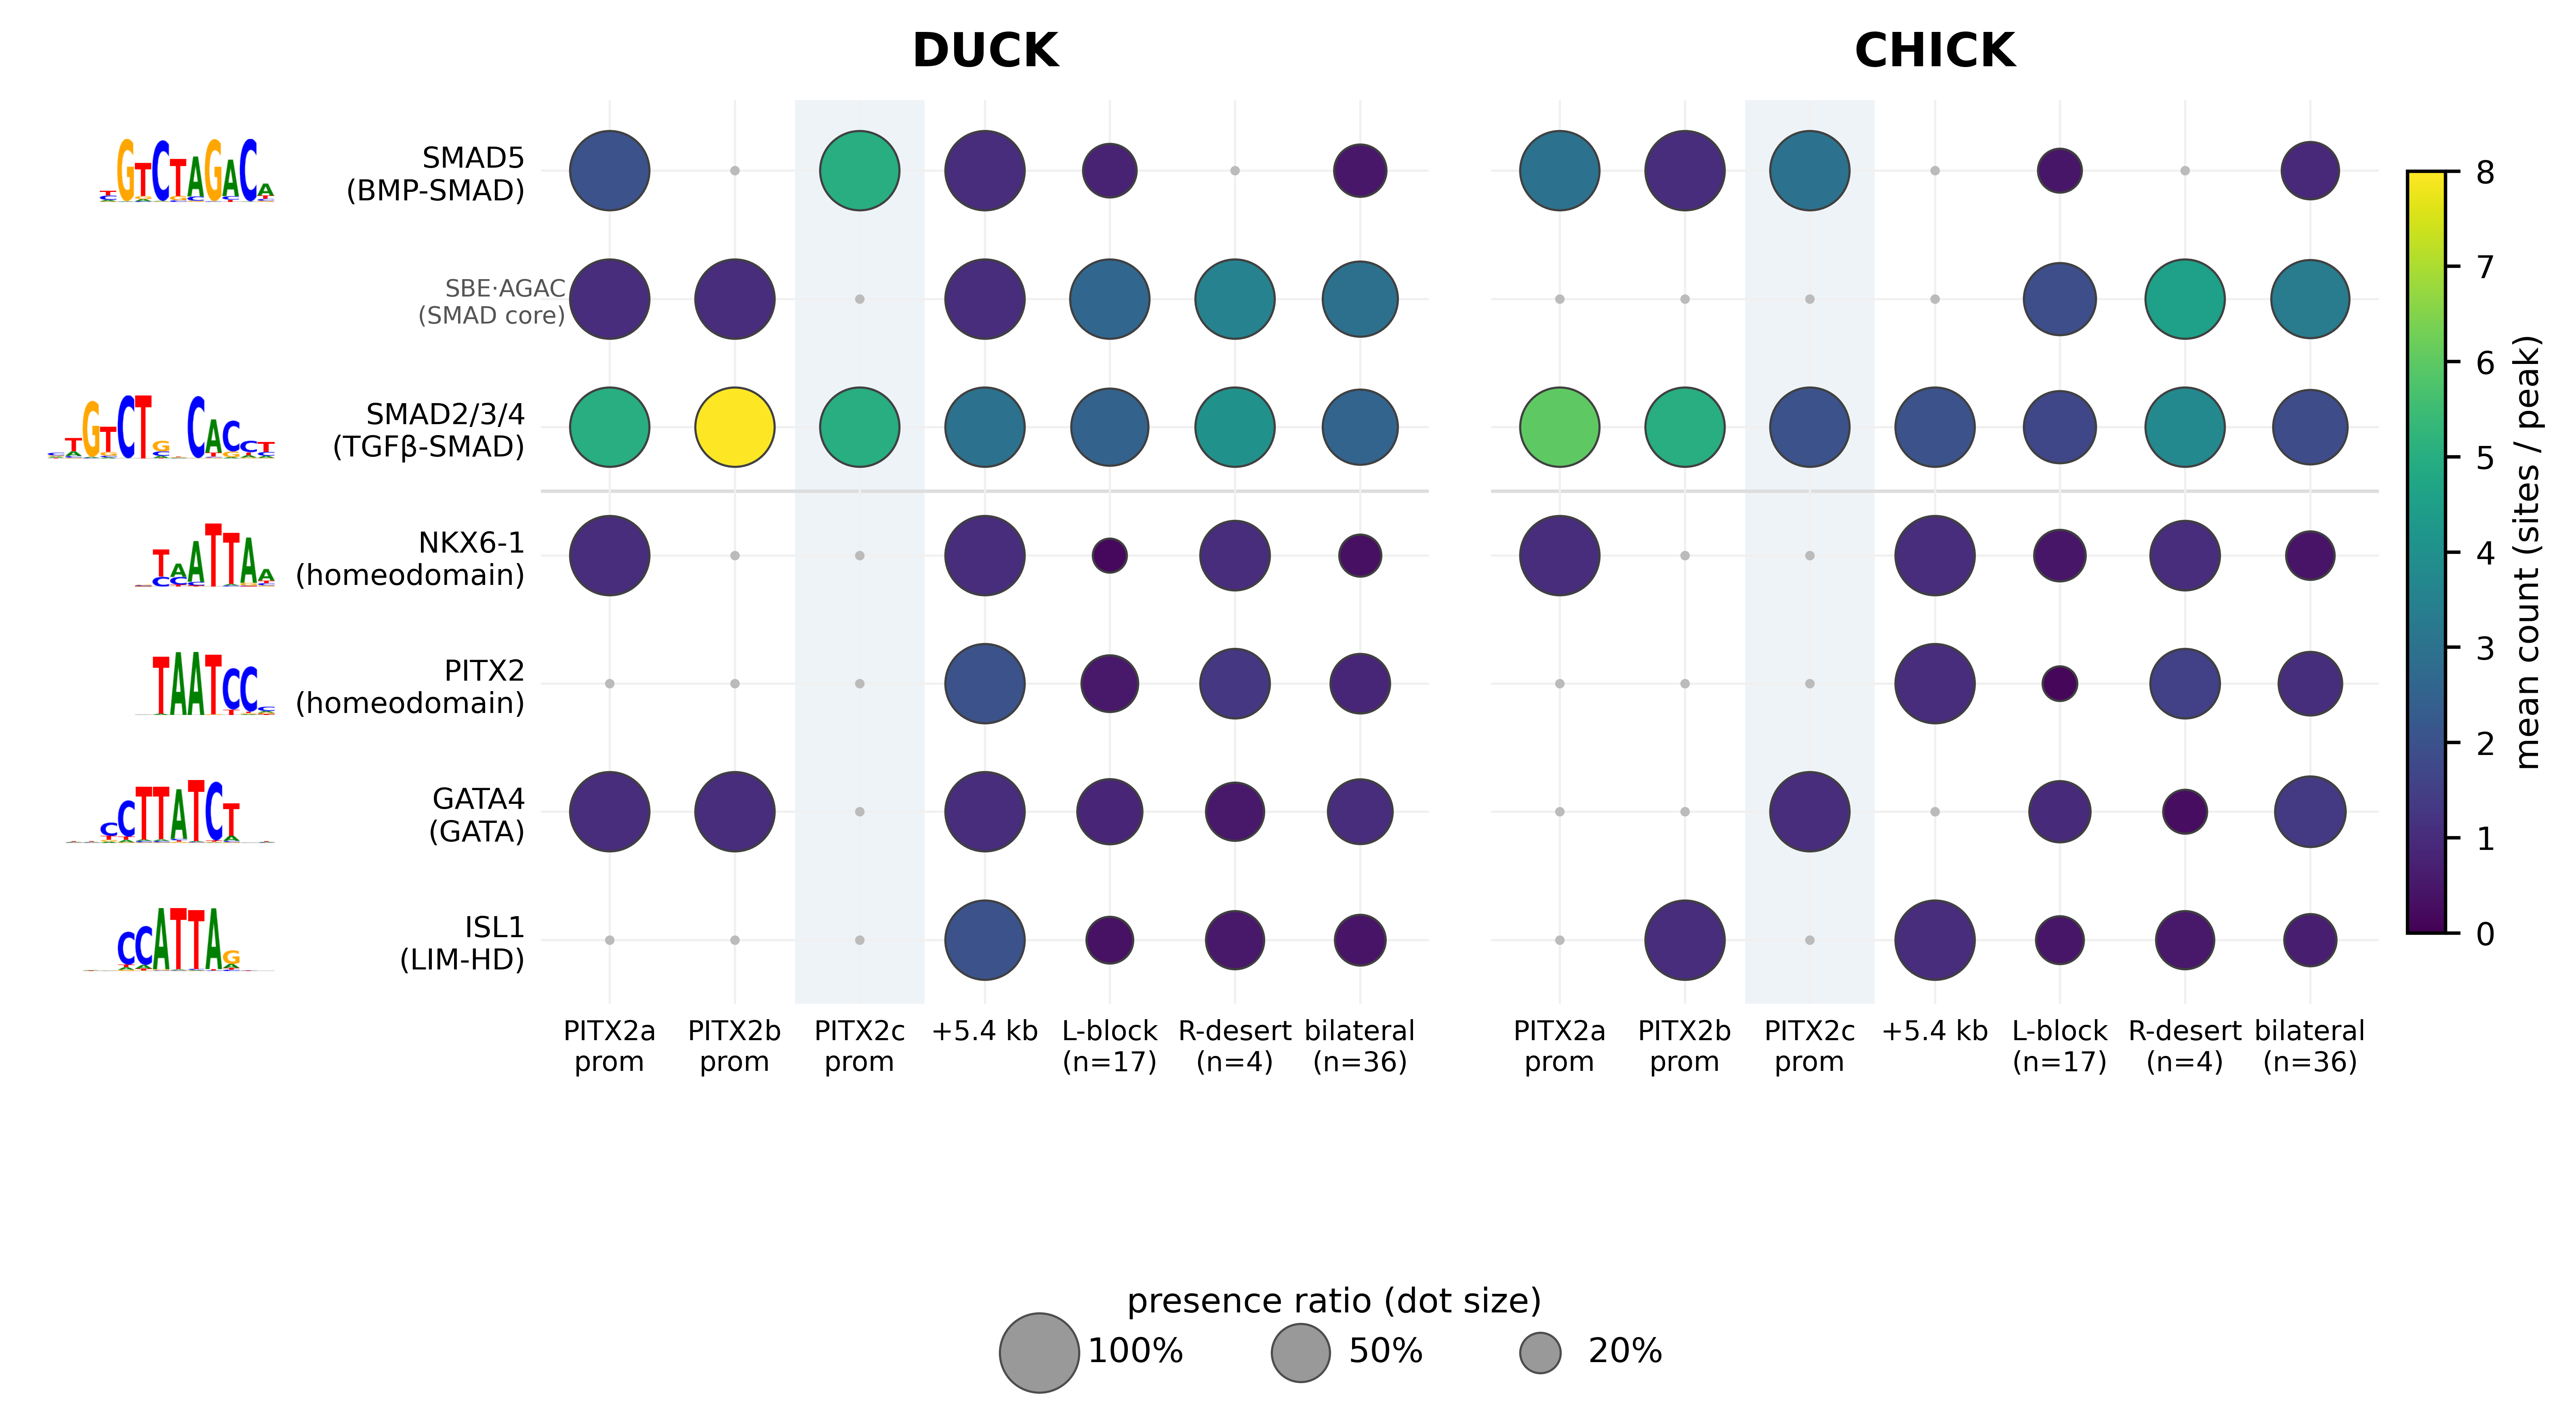 DUCK
CHICK
SMAD5
(BMP-SMAD)
SBE·AGAC
(SMAD core)
SMAD2/3/4
(TGFβ-SMAD)
NKX6-1
(homeodomain)
PITX2
(homeodomain)
GATA4
(GATA)
ISL1
(LIM-HD)
PITX2a
prom
PITX2b
prom
PITX2c
prom
+5.4 kb
L-block
(n=17)
R-desert
(n=4)
bilateral
(n=36)
PITX2a
prom
PITX2b
prom
PITX2c
prom
+5.4 kb
L-block
(n=17)
R-desert
(n=4)
bilateral
(n=36)
8
7
6
5
4
3
2
1
0
mean count (sites / peak)
presence ratio (dot size)
100%
50%
20%